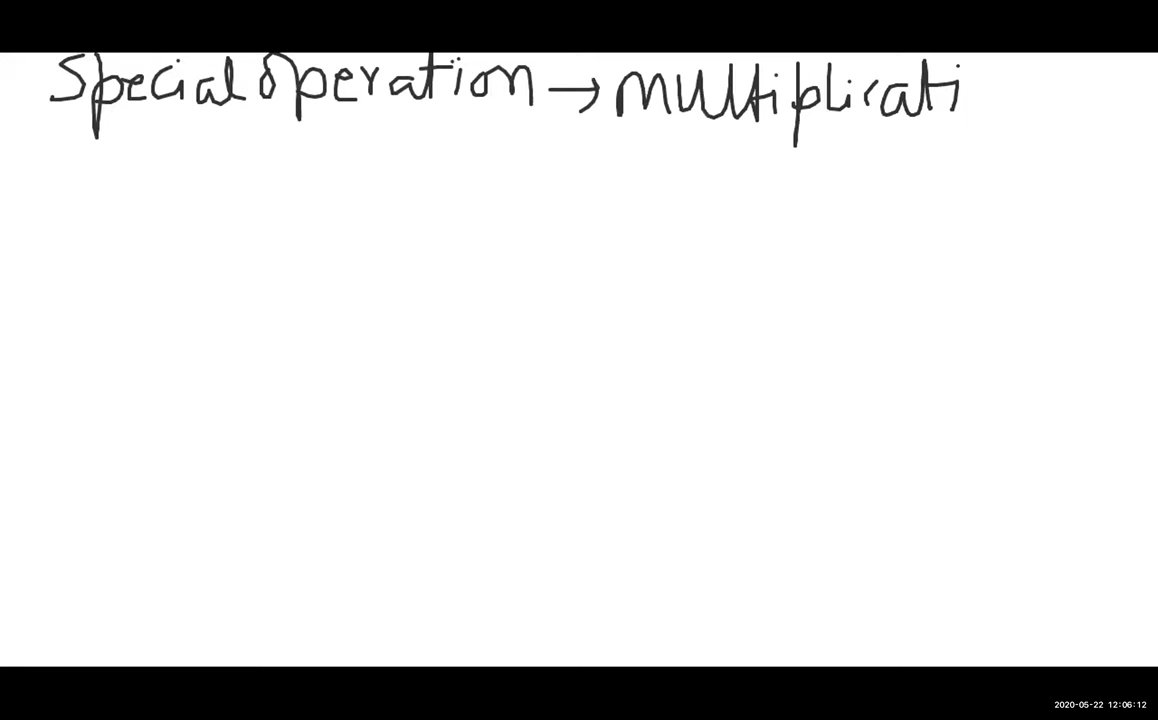 Special operation → multiplicati
2020-05-22 12:06:12